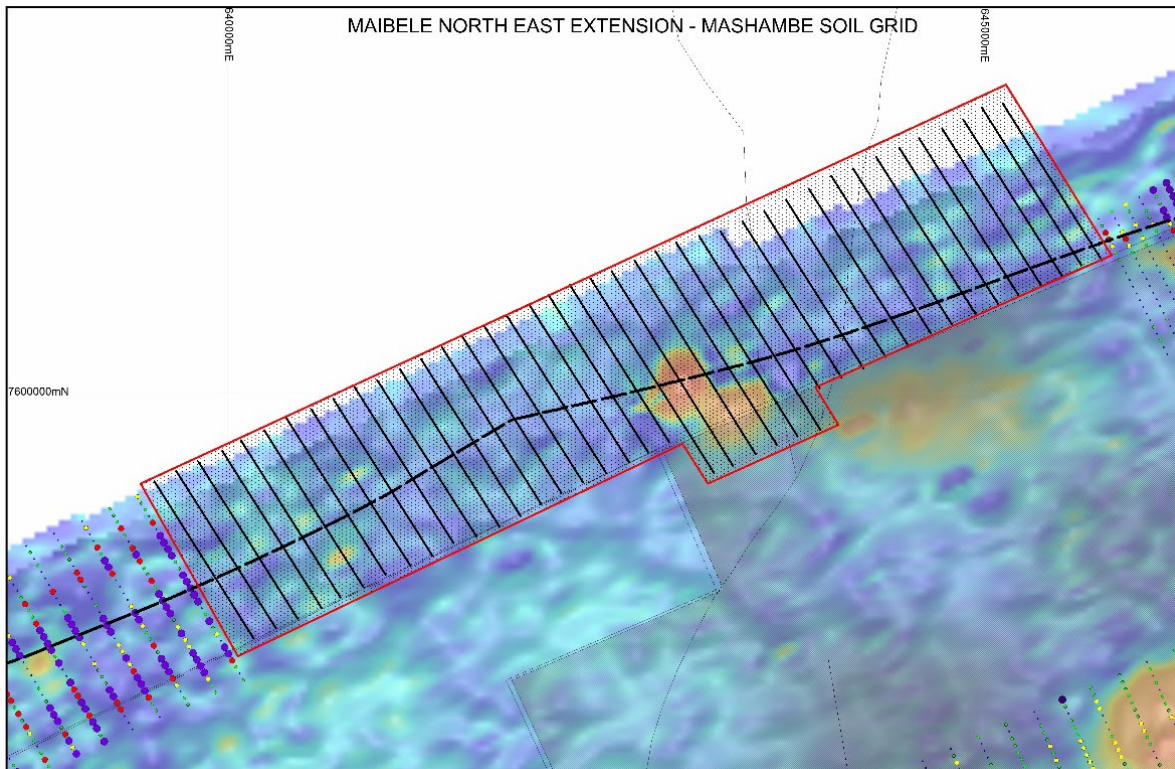 MAIBELE NORTH EAST EXTENSION - MASHAMBE SOIL GRID
640000mE
645000mE
7600000mN